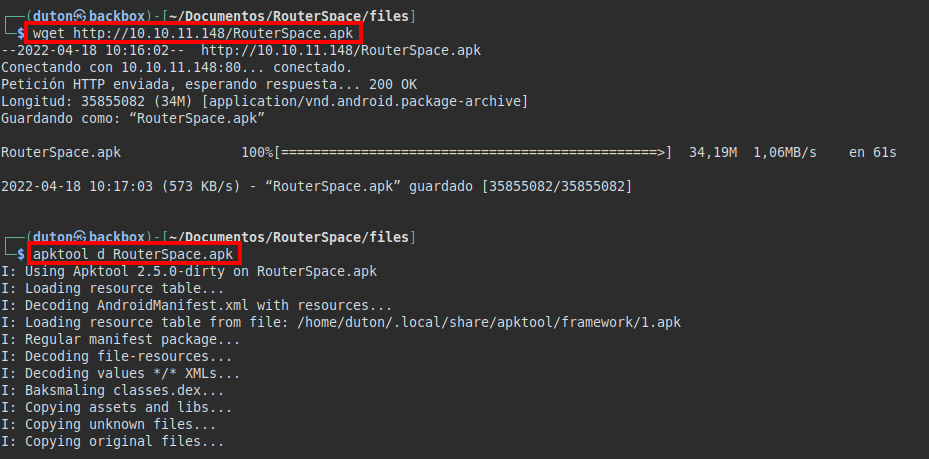 ┌──(duton㉿backbox)-[~/Documentos/RouterSpace/files]
└─$ wget http://10.10.11.148/RouterSpace.apk
--2022-04-18 10:16:02--  http://10.10.11.148/RouterSpace.apk
Conectando con 10.10.11.148:80... conectado.
Petición HTTP enviada, esperando respuesta... 200 OK
Longitud: 35855082 (34M) [application/vnd.android.package-archive]
Guardando como: “RouterSpace.apk”
RouterSpace.apk               100%[===============================================>]  34,19M  1,06MB/s    en 61s
2022-04-18 10:17:03 (573 KB/s) - “RouterSpace.apk” guardado [35855082/35855082]
┌──(duton㉿backbox)-[~/Documentos/RouterSpace/files]
└─$ apktool d RouterSpace.apk
I: Using Apktool 2.5.0-dirty on RouterSpace.apk
I: Loading resource table...
I: Decoding AndroidManifest.xml with resources...
I: Loading resource table from file: /home/duton/.local/share/apktool/framework/1.apk
I: Regular manifest package...
I: Decoding file-resources...
I: Decoding values */* XMLs...
I: Baksmaling classes.dex...
I: Copying assets and libs...
I: Copying unknown files...
I: Copying original files...